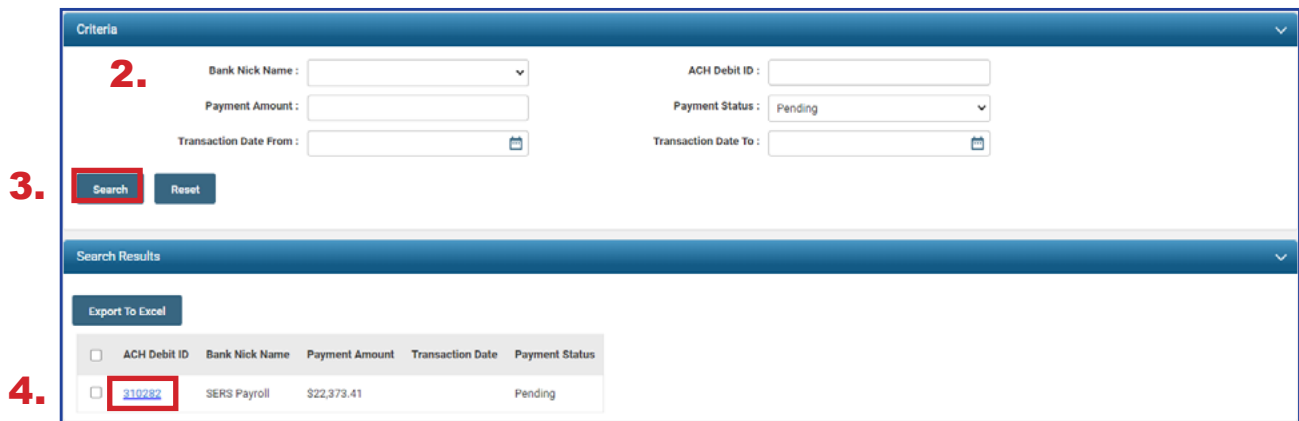 Criteria
2.
Bank Nick Name : ACH Debit ID :
Payment Amount : Payment Status : Pending
Transaction Date From : Transaction Date To :
3.
Search Reset
Search Results
Export To Excel
ACH Debit ID Bank Nick Name Payment Amount Transaction Date Payment Status
4.
310282 SERS Payroll $22,373.41 Pending